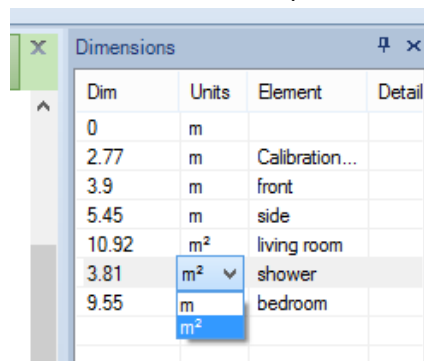 Dimensions
Dim Units Element Detail
0 m
2.77 m Calibration...
3.9 m front
5.45 m side
10.92 m² living room
3.81 m² shower
9.55 m bedroom
m²